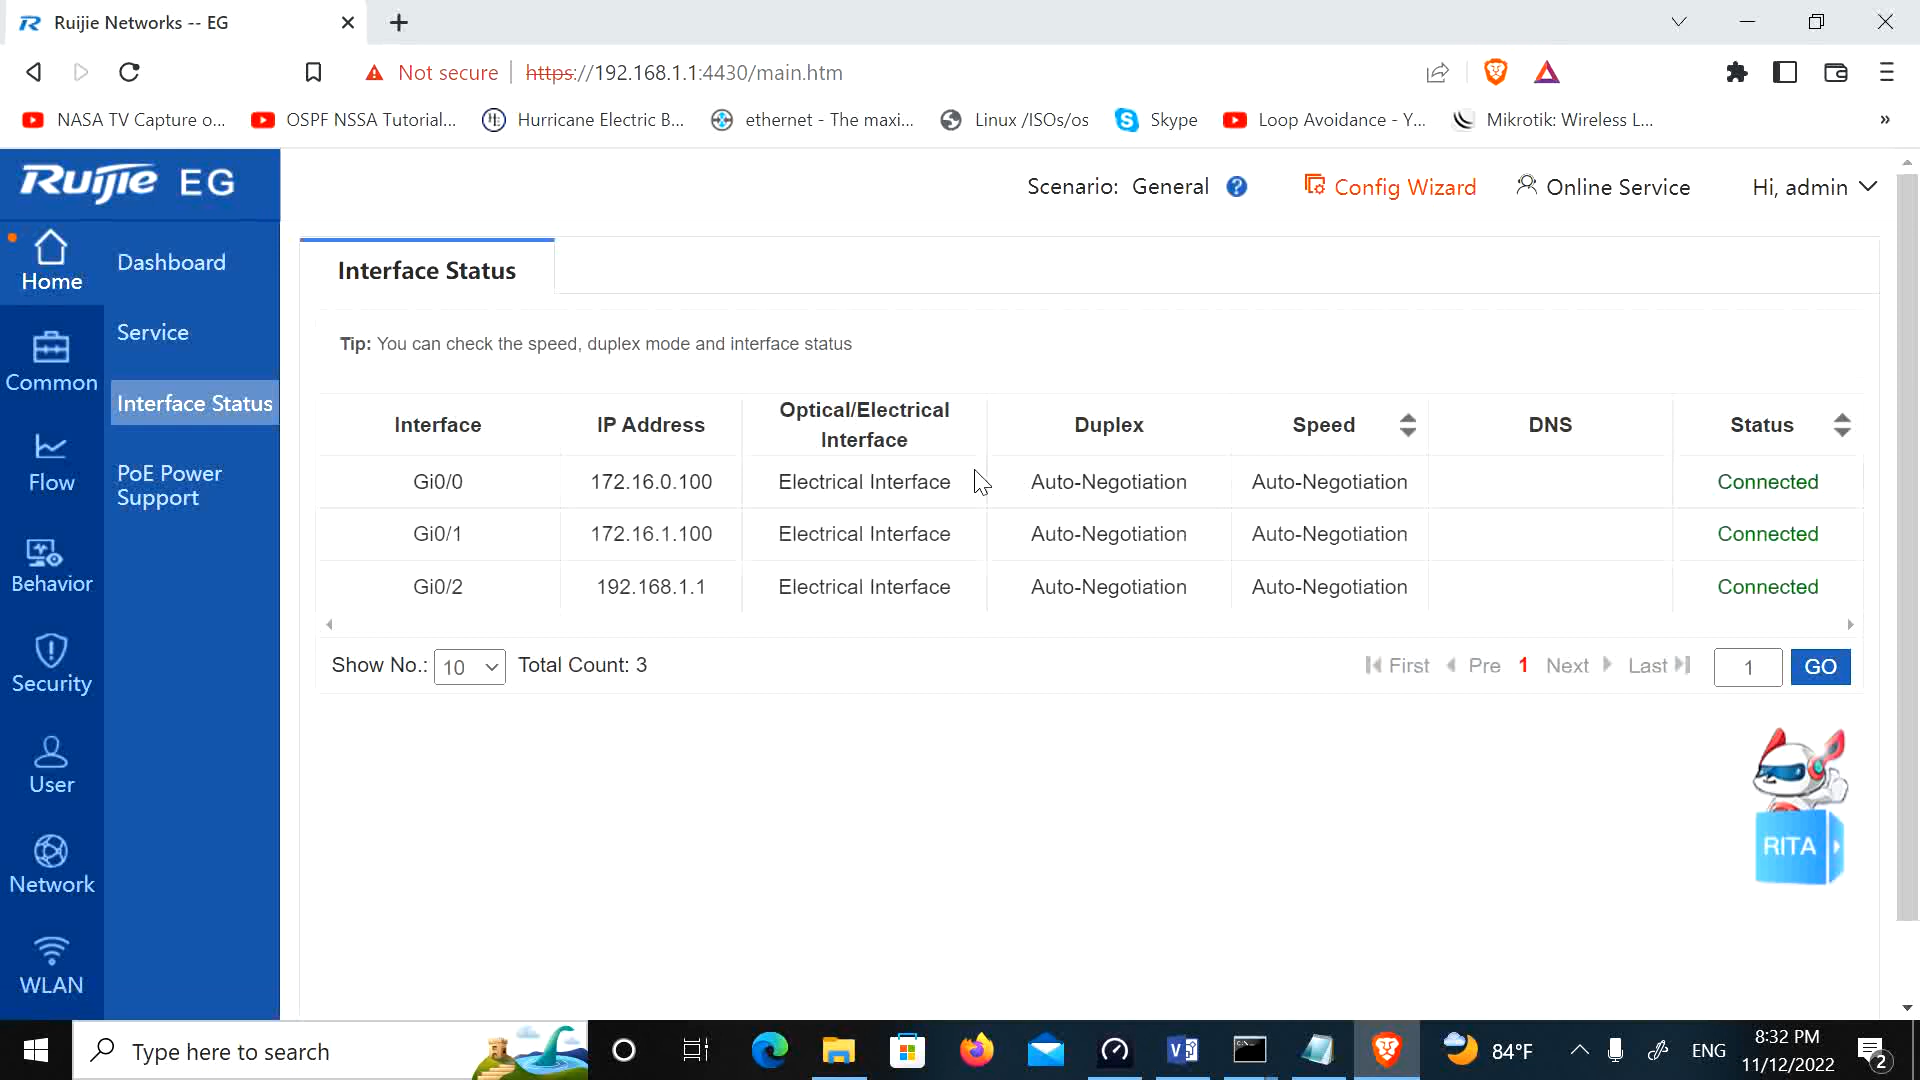 Ruijie Networks -- EG
Not secure https://192.168.1.1:4430/main.htm
NASA TV Capture o... OSPF NSSA Tutorial... Hurricane Electric B... ethernet - The maxi... Linux /ISOs/os Skype Loop Avoidance - Y... Mikrotik: Wireless L... »
Ruijie EG
Scenario: General Config Wizard Online Service Hi, admin
Home
Common
Flow
Behavior
Security
User
Network
WLAN
Dashboard
Service
Interface Status
PoE Power
Support
Interface Status
Tip: You can check the speed, duplex mode and interface status
Interface IP Address Optical/Electrical Interface Duplex Speed DNS Status
Gi0/0 172.16.0.100 Electrical Interface Auto-Negotiation Auto-Negotiation Connected
Gi0/1 172.16.1.100 Electrical Interface Auto-Negotiation Auto-Negotiation Connected
Gi0/2 192.168.1.1 Electrical Interface Auto-Negotiation Auto-Negotiation Connected
Show No.: 10 Total Count: 3 First Pre 1 Next Last 1 GO
RITA
Type here to search
84°F ENG
8:32 PM
11/12/2022
2